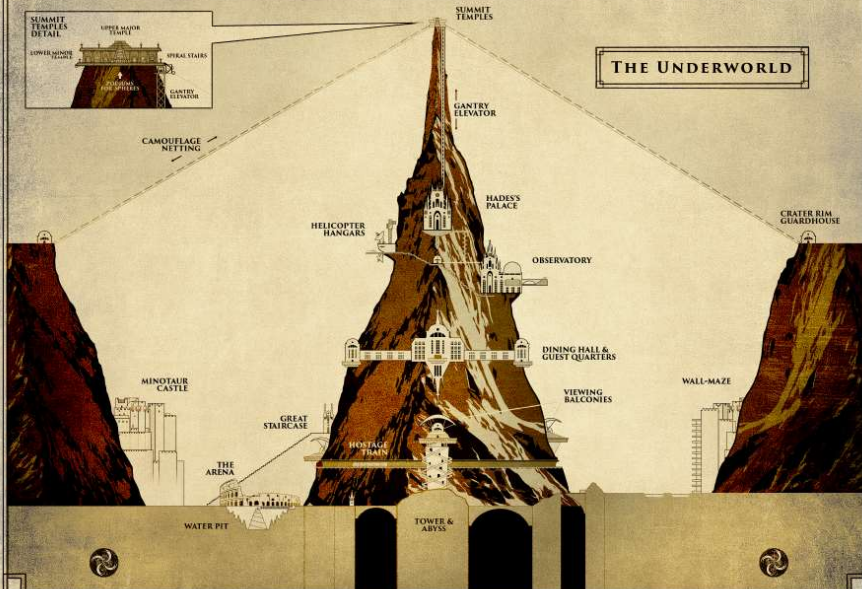 SUMMIT
TEMPLES
DETAIL
UPPER MAJOR
TEMPLE
LOWER MINOR
TEMPLE
SPIRAL STAIRS
PODIUMS
FOR SPHERES
GANTRY
ELEVATOR
SUMMIT
TEMPLES
THE UNDERWORLD
GANTRY
ELEVATOR
CAMOUFLAGE
NETTING
HADES'S
PALACE
CRATER RIM
GUARDHOUSE
HELICOPTER
HANGARS
OBSERVATORY
DINING HALL &
GUEST QUARTERS
MINOTAUR
CASTLE
WALL-MAZE
VIEWING
BALCONIES
GREAT
STAIRCASE
HOSTAGE
TRAIN
THE
ARENA
WATER PIT
TOWER &
ABYSS